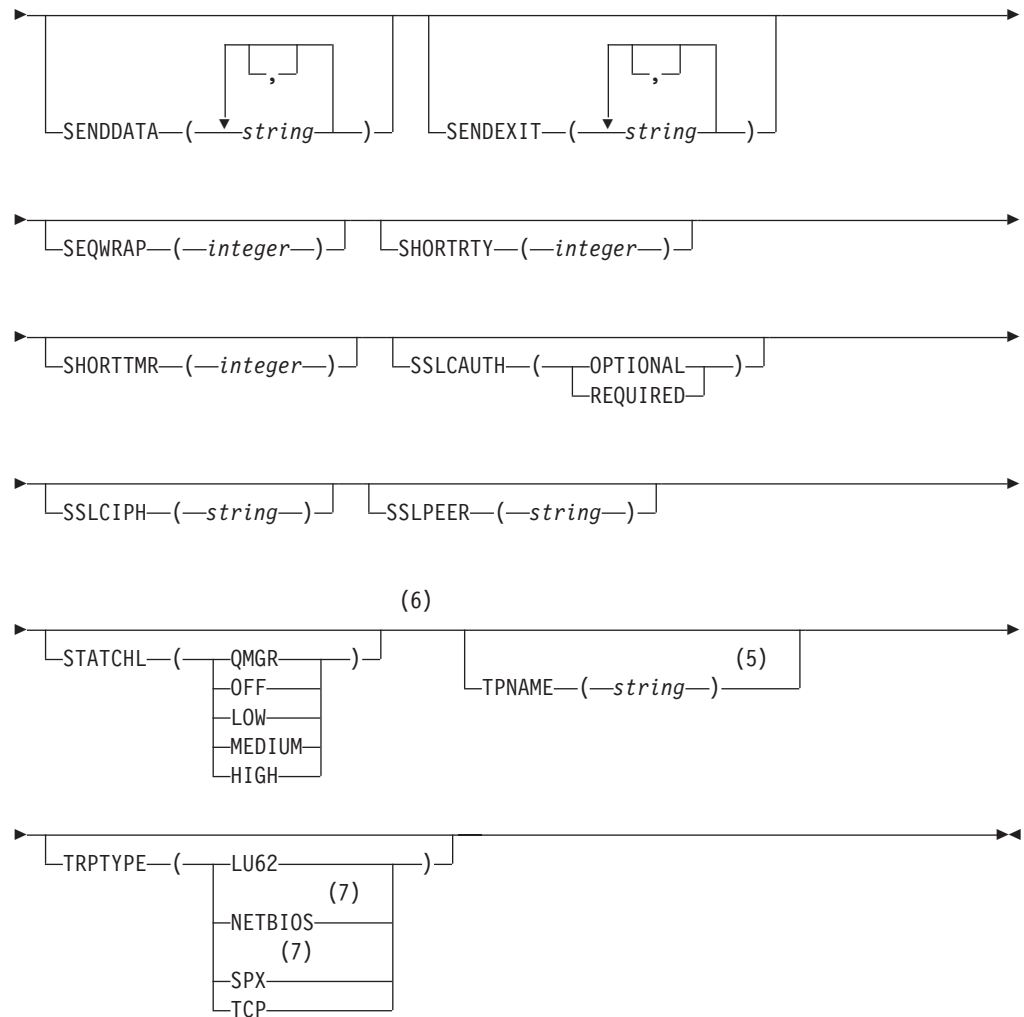 , ,
SENDDATA ( string ) SENDEXIT ( string )
SEQWRAP ( integer ) SHORTRTY ( integer )
SHORTTMR ( integer ) SSLCAUTH ( OPTIONAL )
REQUIRED
SSLCIPH ( string ) SSLPEER ( string )
(6)
STATCHL ( QMGR ) (5)
OFF TPNAME ( string )
LOW
MEDIUM
HIGH
TRPTYPE ( LU62 )
(7)
NETBIOS
(7)
SPX
TCP